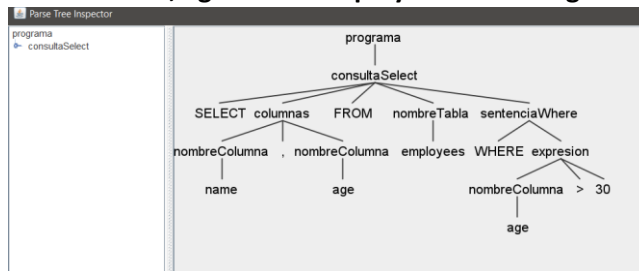 Parse Tree Inspector
programa
consultaSelect
programa
consultaSelect
SELECT columnas FROM nombreTabla sentenciaWhere
nombreColumna , nombreColumna employees WHERE expresion
name age nombreColumna > 30
age